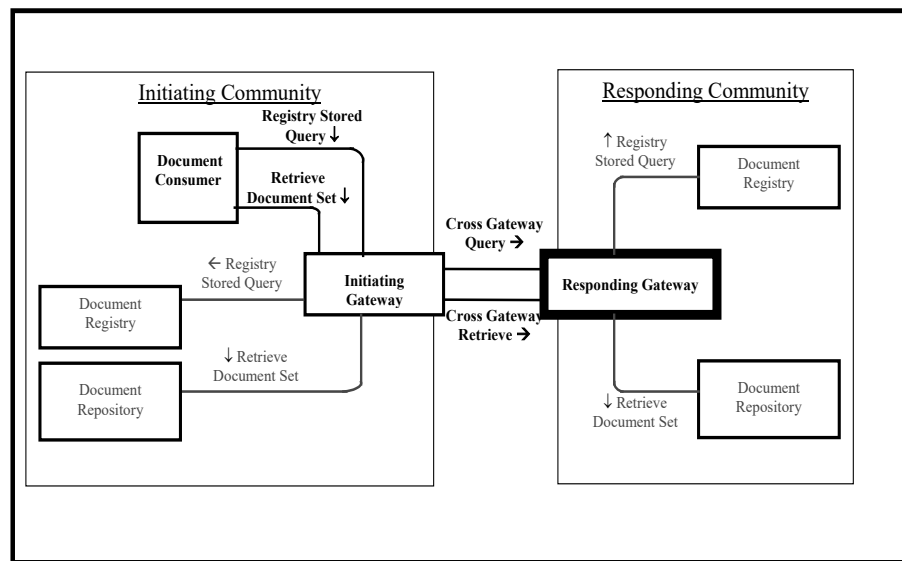 Initiating Community
Registry Stored
Query ↓
Document
Consumer
Retrieve
Document Set ↓
← Registry
Stored Query
Initiating
Gateway
Document
Registry
↓ Retrieve
Document Set
Document
Repository
Cross Gateway
Query →
Cross Gateway
Retrieve →
Responding Community
↑ Registry
Stored Query
Document
Registry
Responding Gateway
↓ Retrieve
Document Set
Document
Repository